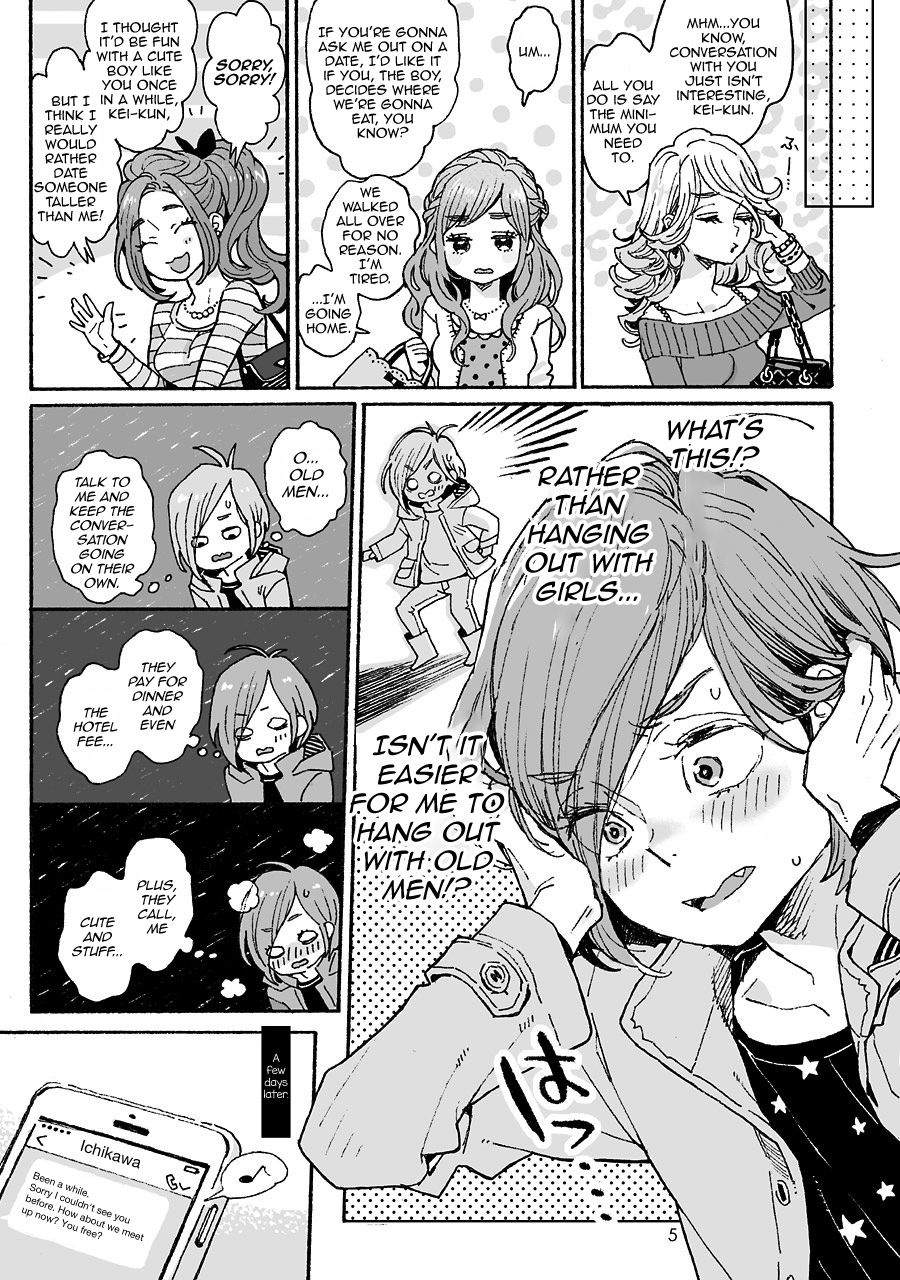 MHM...YOU
KNOW,
CONVERSATION
WITH YOU
JUST ISN'T
INTERESTING,
KEI-KUN.
ALL YOU
DO IS SAY
THE MINI-
MUM YOU
NEED TO.
ふぅ
UM...
IF YOU'RE GONNA
ASK ME OUT ON A
DATE, I'D LIKE IT
IF YOU, THE BOY,
DECIDES WHERE
WE'RE GONNA
EAT, YOU
KNOW?
WE
WALKED
ALL OVER
FOR NO
REASON.
I'M
TIRED.
...I'M
GOING
HOME.
SORRY,
SORRY!
I THOUGHT
IT'D BE FUN
WITH A CUTE
BOY LIKE
YOU ONCE
IN A WHILE,
KEI-KUN,
BUT I
THINK I
REALLY
WOULD
RATHER
DATE
SOMEONE
TALLER
THAN ME!
WHAT'S
THIS!?
RATHER
THAN
HANGING
OUT WITH
GIRLS...
ISN'T IT
EASIER
FOR ME TO
HANG OUT
WITH OLD
MEN!?
はっ…
O...
OLD
MEN...
TALK TO
ME AND
KEEP THE
CONVER-
SATION
GOING
ON THEIR
OWN.
THEY
PAY FOR
DINNER
AND EVEN
THE
HOTEL
FEE...
PLUS,
THEY
CALL, ME
CUTE
AND
STUFF...
A
few
days
later.
Ichikawa
Been a while.
Sorry I couldn't see you
before. How about we meet
up now? You free?
5